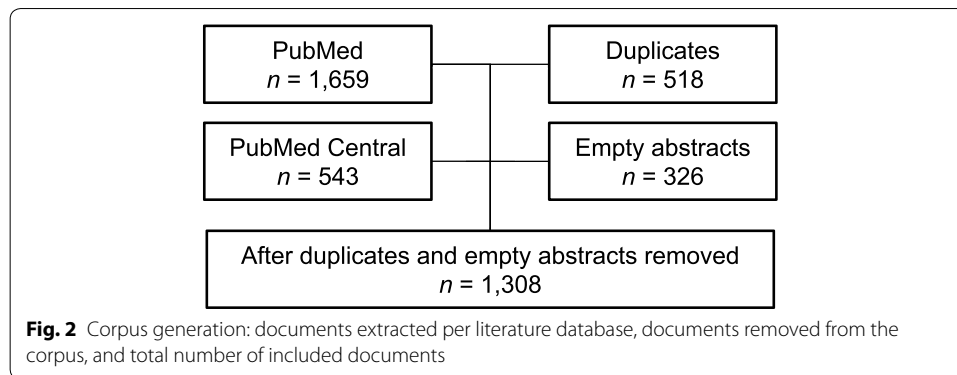 PubMed
n = 1,659
Duplicates
n = 518
PubMed Central
n = 543
Empty abstracts
n = 326
After duplicates and empty abstracts removed
n = 1,308
Fig. 2 Corpus generation: documents extracted per literature database, documents removed from the
corpus, and total number of included documents